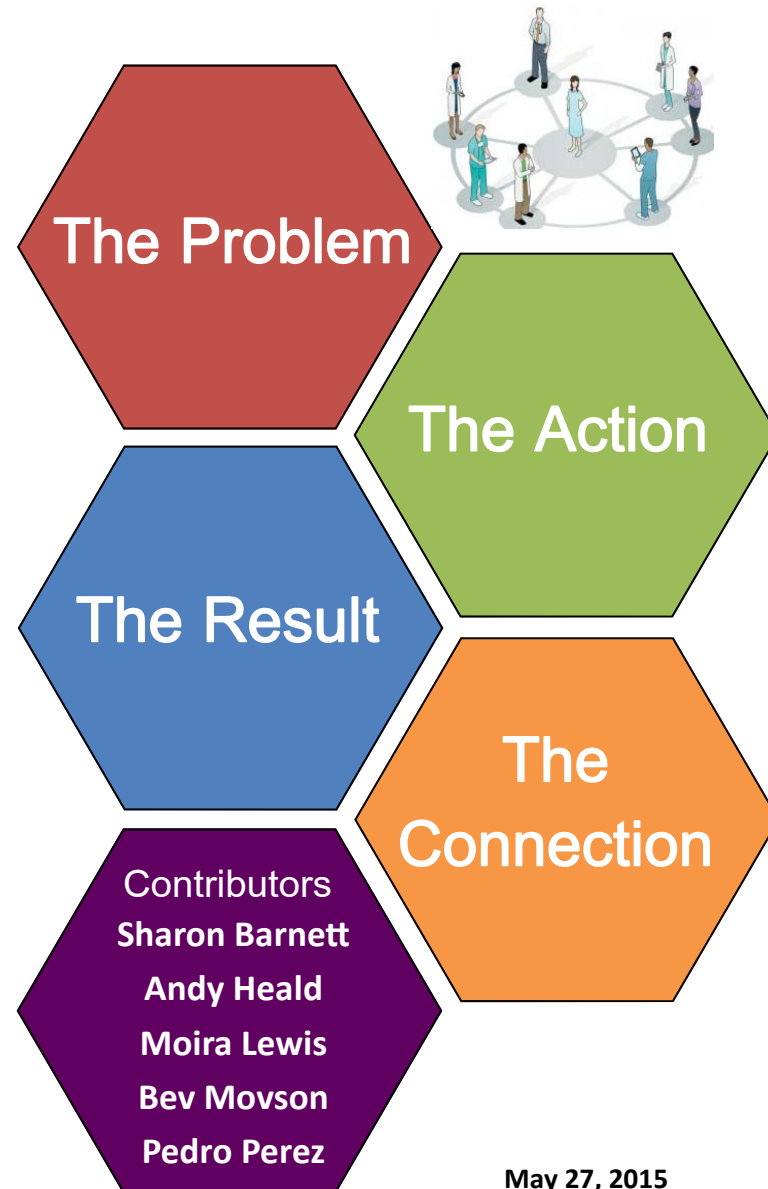 The Problem
The Action
The Result
The
Connection
Contributors
Sharon Barnett
Andy Heald
Moira Lewis
Bev Movson
Pedro Perez
May 27, 2015